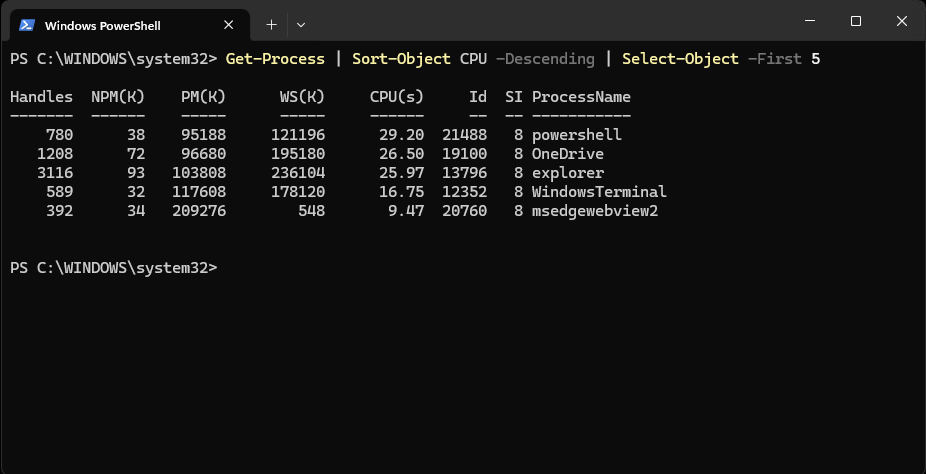 Windows PowerShell
PS C:\WINDOWS\system32> Get-Process | Sort-Object CPU -Descending | Select-Object -First 5
Handles  NPM(K)    PM(K)      WS(K)     CPU(s)     Id  SI ProcessName
-------  ------    -----      -----     ------     --  -- -----------
    780      38    95188     121196      29.20  21488   8 powershell
   1208      72    96680     195180      26.50  19100   8 OneDrive
   3116      93   103808     236104      25.97  13796   8 explorer
    589      32   117608     178120      16.75  12352   8 WindowsTerminal
    392      34   209276        548       9.47  20760   8 msedgewebview2
PS C:\WINDOWS\system32>